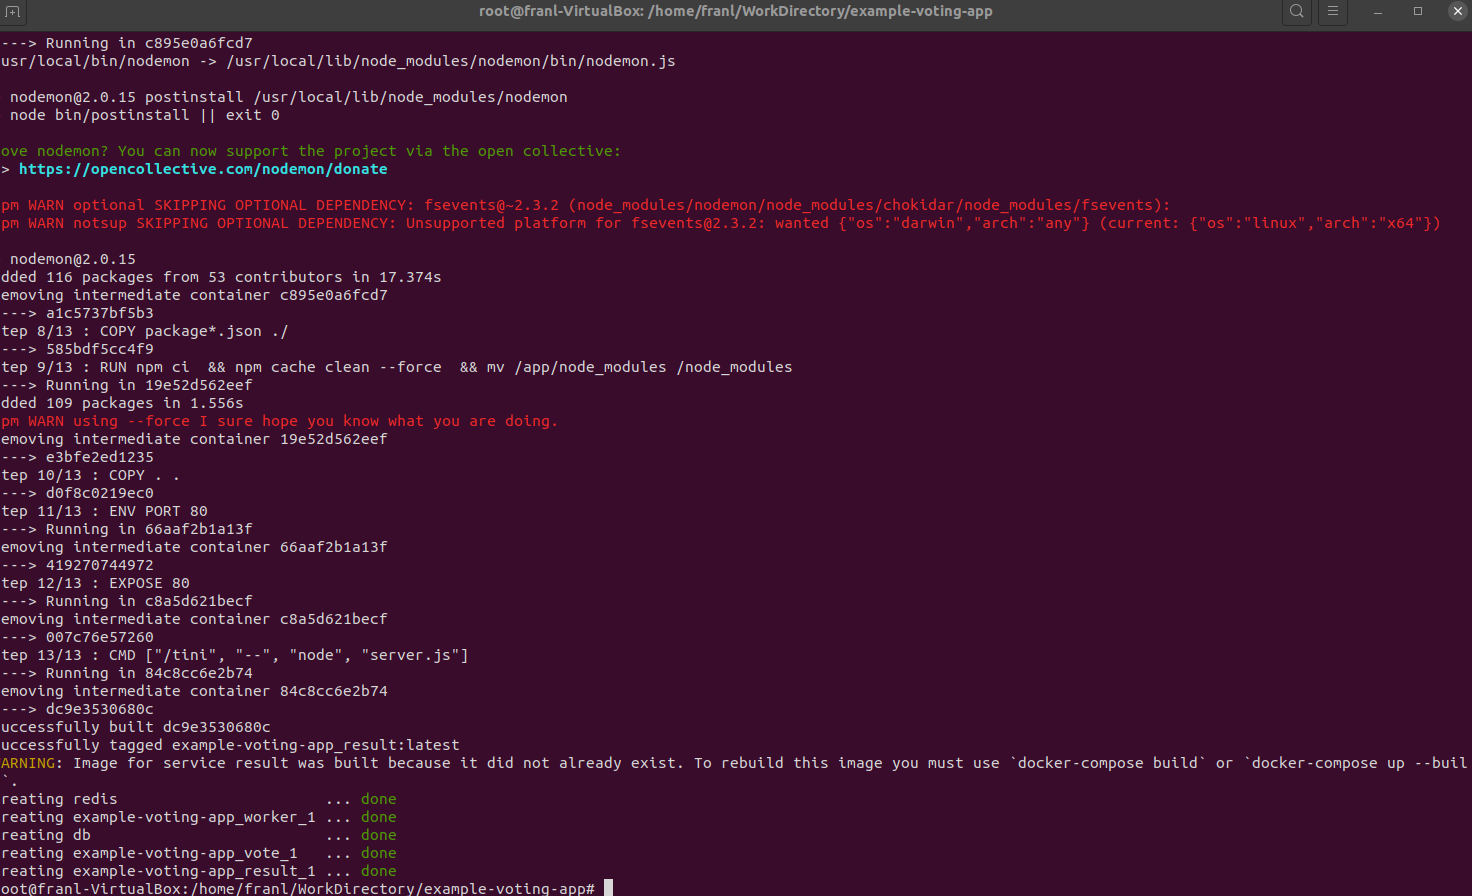 root@franl-VirtualBox: /home/franl/WorkDirectory/example-voting-app
---> Running in c895e0a6fcd7
usr/local/bin/nodemon -> /usr/local/lib/node_modules/nodemon/bin/nodemon.js
nodemon@2.0.15 postinstall /usr/local/lib/node_modules/nodemon
node bin/postinstall || exit 0
ove nodemon? You can now support the project via the open collective:
> https://opencollective.com/nodemon/donate
pm WARN optional SKIPPING OPTIONAL DEPENDENCY: fsevents@~2.3.2 (node_modules/nodemon/node_modules/chokidar/node_modules/fsevents):
pm WARN notsup SKIPPING OPTIONAL DEPENDENCY: Unsupported platform for fsevents@2.3.2: wanted {"os":"darwin","arch":"any"} (current: {"os":"linux","arch":"x64"})
nodemon@2.0.15
dded 116 packages from 53 contributors in 17.374s
emoving intermediate container c895e0a6fcd7
---> a1c5737bf5b3
tep 8/13 : COPY package*.json ./
---> 585bdf5cc4f9
tep 9/13 : RUN npm ci  && npm cache clean --force  && mv /app/node_modules /node_modules
---> Running in 19e52d562eef
dded 109 packages in 1.556s
pm WARN using --force I sure hope you know what you are doing.
emoving intermediate container 19e52d562eef
---> e3bfe2ed1235
tep 10/13 : COPY . .
---> d0f8c0219ec0
tep 11/13 : ENV PORT 80
---> Running in 66aaf2b1a13f
emoving intermediate container 66aaf2b1a13f
---> 419270744972
tep 12/13 : EXPOSE 80
---> Running in c8a5d621becf
emoving intermediate container c8a5d621becf
---> 007c76e57260
tep 13/13 : CMD ["/tini", "--", "node", "server.js"]
---> Running in 84c8cc6e2b74
emoving intermediate container 84c8cc6e2b74
---> dc9e3530680c
uccessfully built dc9e3530680c
uccessfully tagged example-voting-app_result:latest
ARNING: Image for service result was built because it did not already exist. To rebuild this image you must use `docker-compose build` or `docker-compose up --buil
`.
reating redis                       ... done
reating example-voting-app_worker_1 ... done
reating db                          ... done
reating example-voting-app_vote_1   ... done
reating example-voting-app_result_1 ... done
oot@franl-VirtualBox:/home/franl/WorkDirectory/example-voting-app#